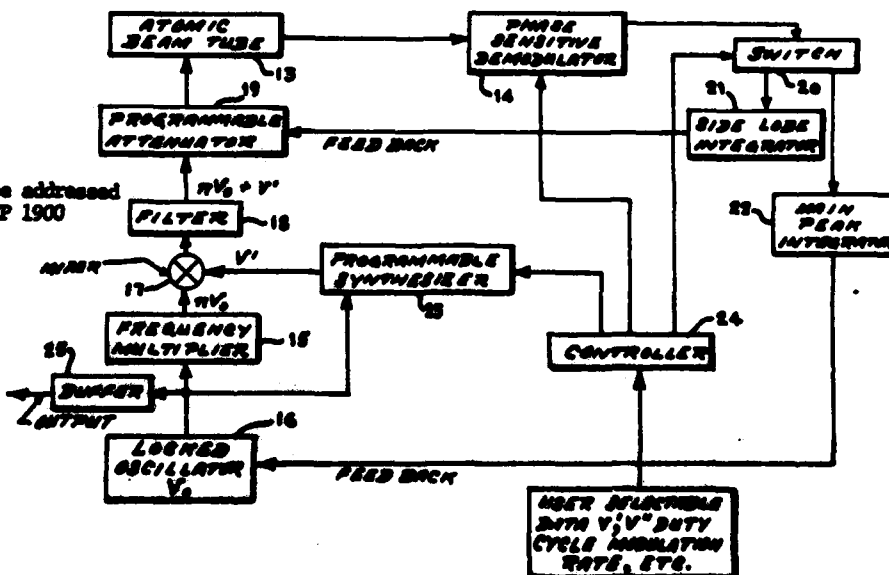 ATOMIC
BEAM TUBE
13
PHASE
SENSITIVE
DEMODULATOR
14
SWITCH
20
19
PROGRAMMABLE
ATTENUATOR
FEED BACK
21
SIDE LOBE
INTEGRATOR
nV₀ + V'
addressed
P 1900
FILTER
18
22
MAIN
PEAK
INTEGRATOR
MIXER
17
V'
PROGRAMMABLE
SYNTHESIZER
23
nV₀
FREQUENCY
MULTIPLIER
15
24
CONTROLLER
25
BUFFER
OUTPUT
16
LOCKED
OSCILLATOR
V₀
FEED BACK
USER SELECTABLE
DATA V', V" DUTY
CYCLE MODULATION
RATE, ETC.